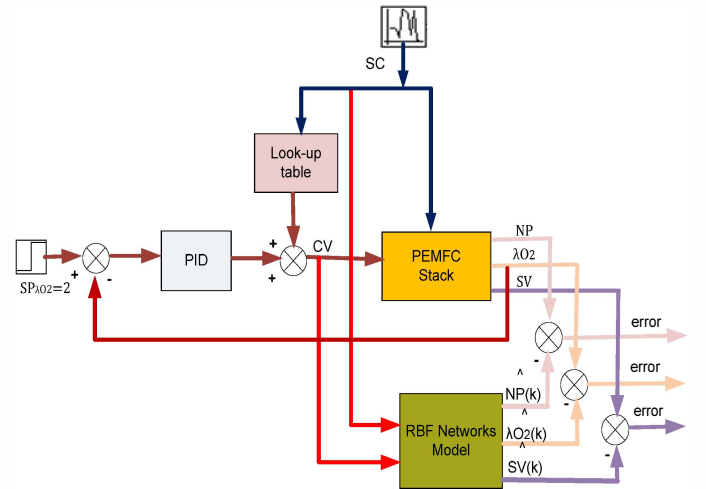 SC
Look-up
table
NP
+
CV
λO2
PID
PEMFC
Stack
+
-
+
SV
SPλO2=2
error
-
^
error
NP(k)
-
^
error
RBF Networks
Model
λO2(k)
^
-
SV(k)